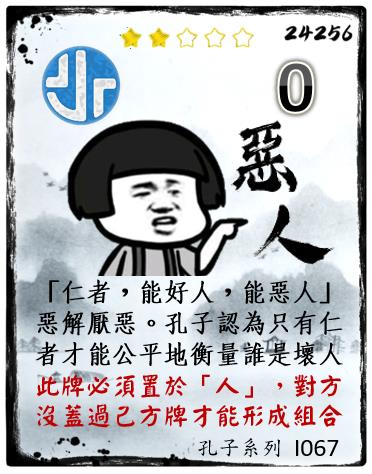 24256
0
惡人
「仁者，能好人，能惡人」
惡解厭惡。孔子認為只有仁
者才能公平地衡量誰是壞人
此牌必須置於「人」，對方
沒蓋過己方牌才能形成組合
孔子系列 I067